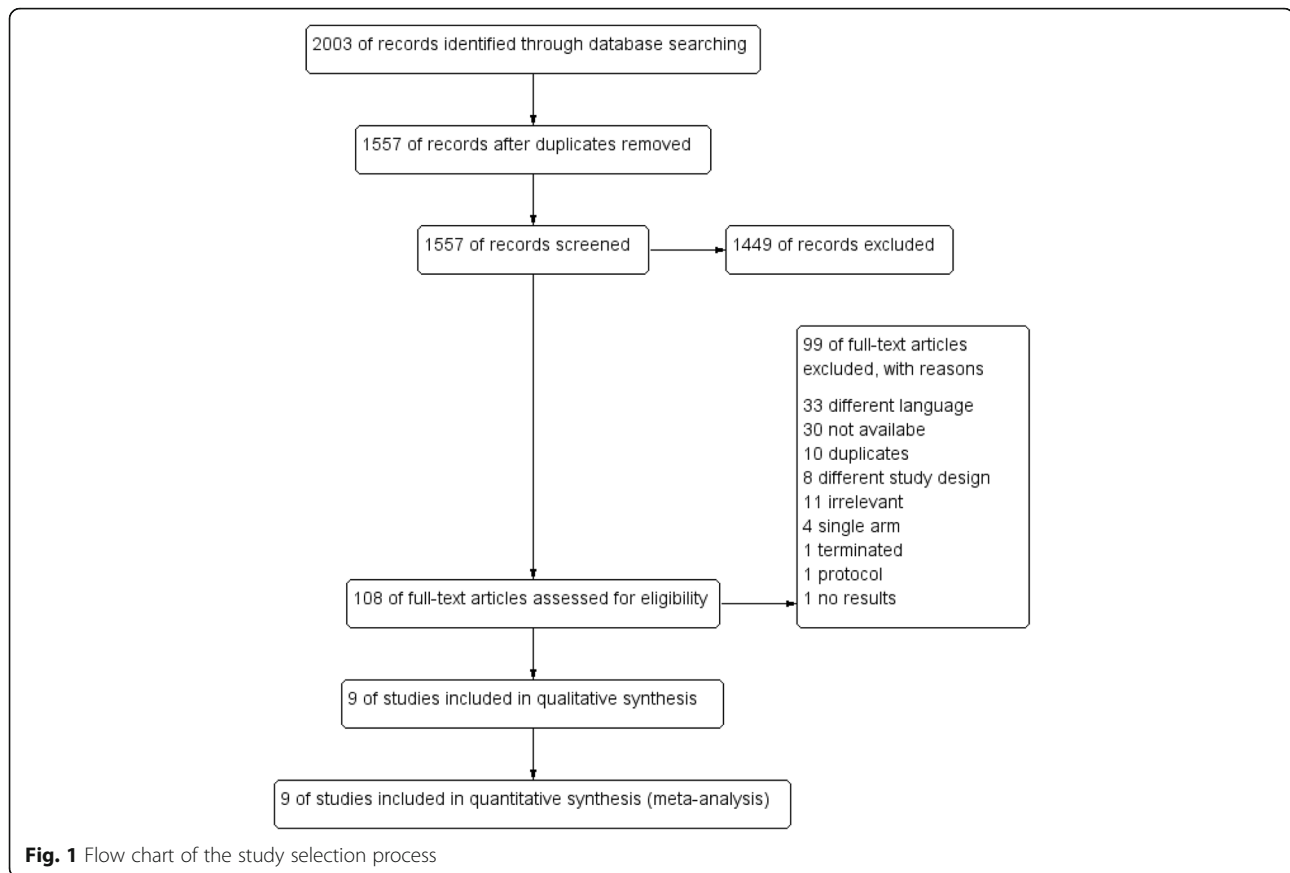 2003 of records identified through database searching
1557 of records after duplicates removed
1557 of records screened
1449 of records excluded
99 of full-text articles
excluded, with reasons
33 different language
30 not availabe
10 duplicates
8 different study design
11 irrelevant
4 single arm
1 terminated
1 protocol
1 no results
108 of full-text articles assessed for eligibility
9 of studies included in qualitative synthesis
9 of studies included in quantitative synthesis (meta-analysis)
Fig. 1 Flow chart of the study selection process